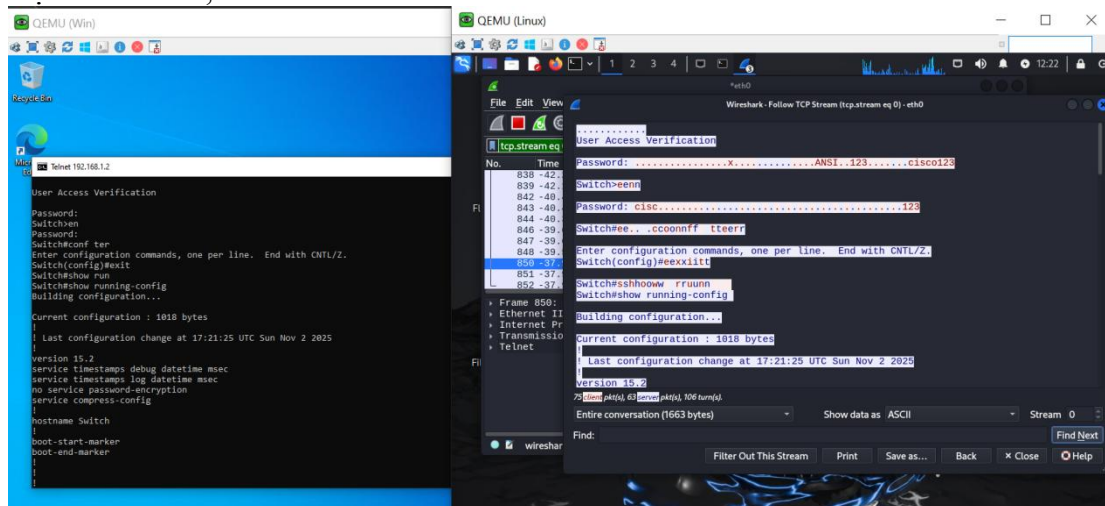 QEMU (Win)
Recycle Bin
Telnet 192.168.1.2
User Access Verification
Password:
Switch>en
Password:
Switch#conf ter
Enter configuration commands, one per line.  End with CNTL/Z.
Switch(config)#exit
Switch#show run
Switch#show running-config
Building configuration...
Current configuration : 1018 bytes
!
! Last configuration change at 17:21:25 UTC Sun Nov 2 2025
!
version 15.2
service timestamps debug datetime msec
service timestamps log datetime msec
no service password-encryption
service compress-config
!
hostname Switch
!
boot-start-marker
boot-end-marker
!
!
!
QEMU (Linux)
1 2 3 4
12:22
*eth0
File Edit View
tcp.stream eq
No. Time
838 -42.
839 -42.
842 -40.
843 -40.
844 -40.
846 -39.
847 -39.
848 -39.
850 -37.
851 -37.
852 -37.
Frame 850:
Ethernet II
Internet Pr
Transmissio
Telnet
wireshar
Wireshark - Follow TCP Stream (tcp.stream eq 0) - eth0
............
User Access Verification
Password: ................x.............ANSI..123.......cisco123
Switch>eenn
Password: cisc..........................................123
Switch#ee.. .ccoonnff  tteerr
Enter configuration commands, one per line.  End with CNTL/Z.
Switch(config)#eexxiitt
Switch#sshhooww  rruunn
Switch#show running-config
Building configuration...
Current configuration : 1018 bytes
!
! Last configuration change at 17:21:25 UTC Sun Nov 2 2025
!
version 15.2
75 client pkt(s), 63 server pkt(s), 106 turn(s).
Entire conversation (1663 bytes) Show data as ASCII Stream 0
Find: Find Next
Filter Out This Stream Print Save as... Back × Close Help